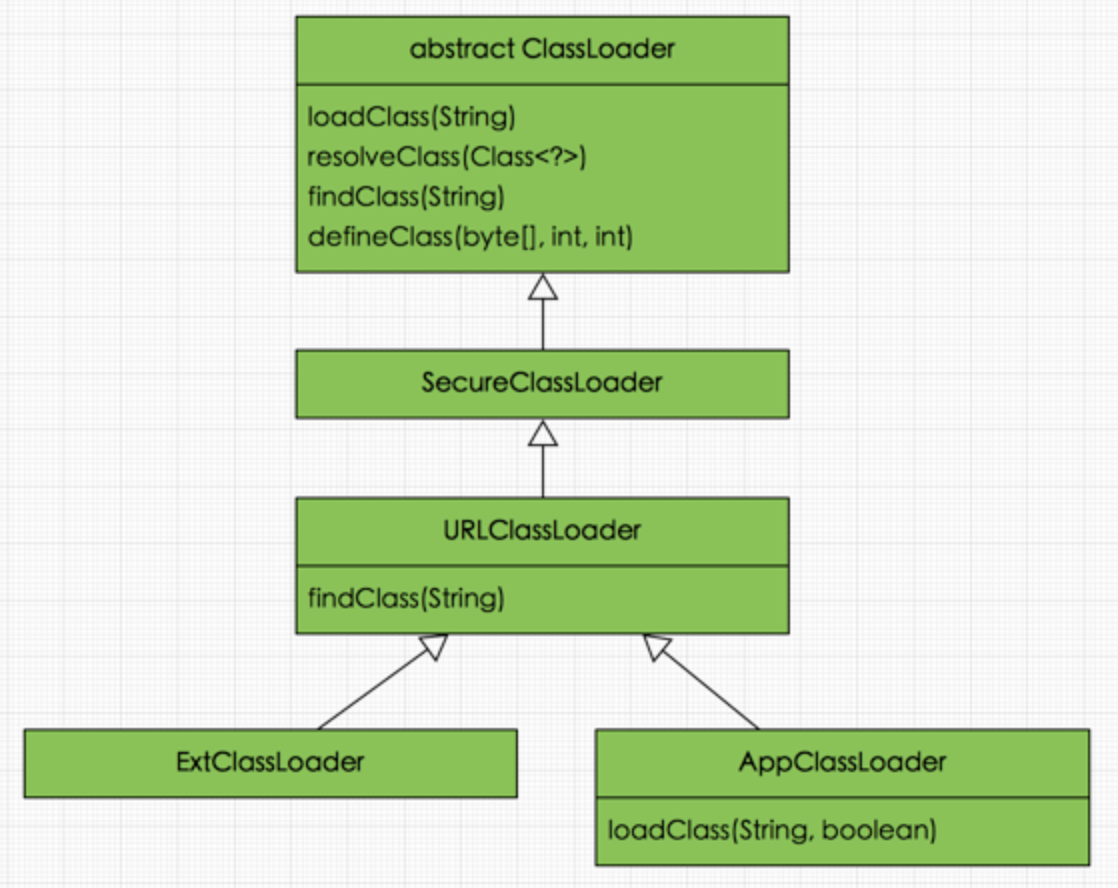 abstract ClassLoader
loadClass(String)
resolveClass(Class<?>)
findClass(String)
defineClass(byte[], int, int)
SecureClassLoader
URLClassLoader
findClass(String)
ExtClassLoader
AppClassLoader
loadClass(String, boolean)